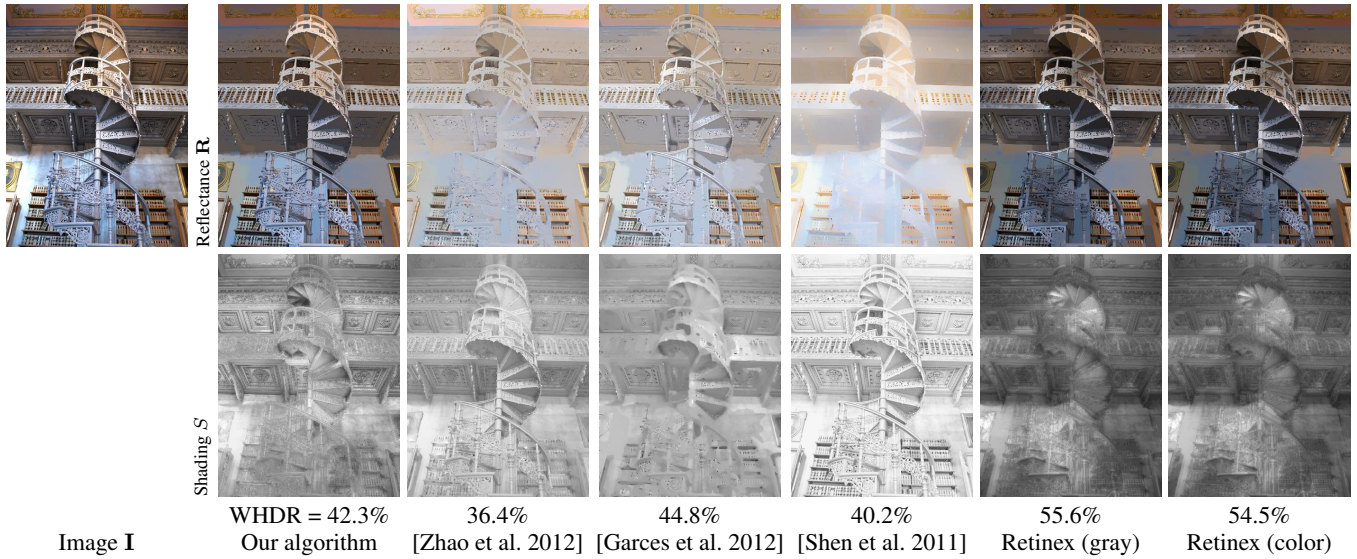 Reflectance R
Shading S
WHDR = 42.3% 36.4% 44.8% 40.2% 55.6% 54.5%
Image I Our algorithm [Zhao et al. 2012] [Garces et al. 2012] [Shen et al. 2011] Retinex (gray) Retinex (color)